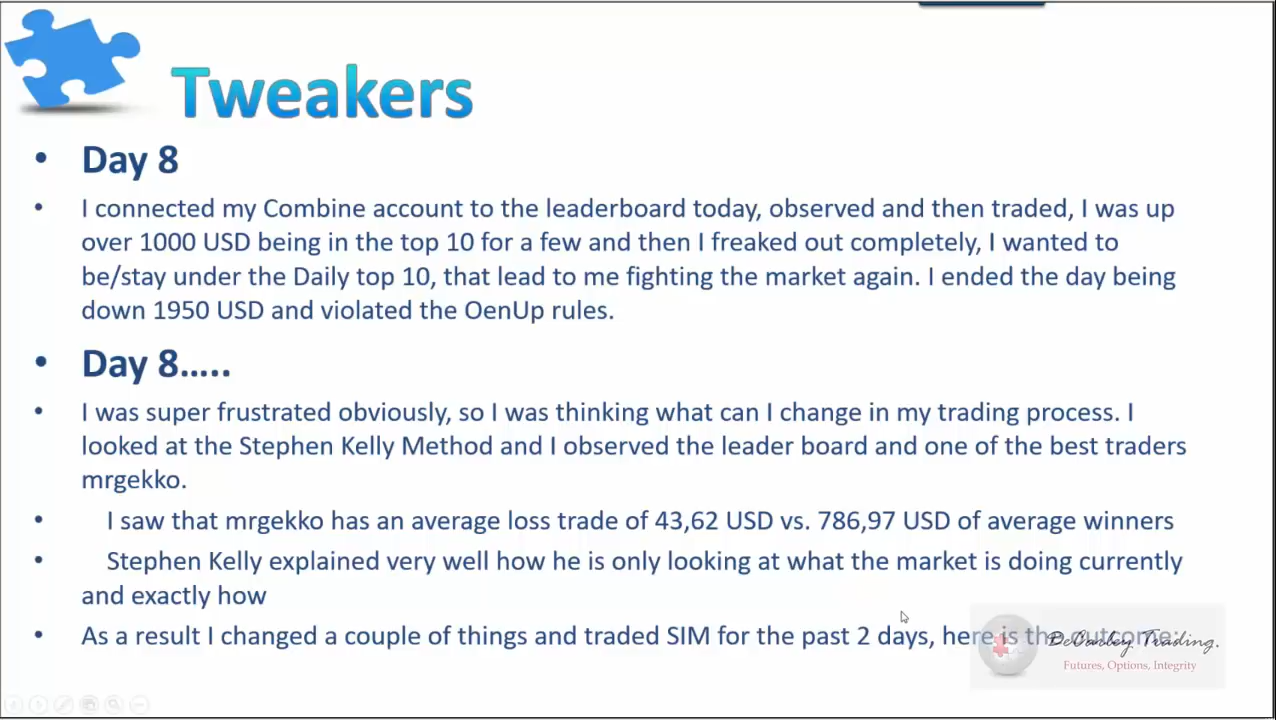 Tweakers
• Day 8
• I connected my Combine account to the leaderboard today, observed and then traded, I was up
over 1000 USD being in the top 10 for a few and then I freaked out completely, I wanted to
be/stay under the Daily top 10, that lead to me fighting the market again. I ended the day being
down 1950 USD and violated the OenUp rules.
• Day 8…..
• I was super frustrated obviously, so I was thinking what can I change in my trading process. I
looked at the Stephen Kelly Method and I observed the leader board and one of the best traders
mrgekko.
• I saw that mrgekko has an average loss trade of 43,62 USD vs. 786,97 USD of average winners
• Stephen Kelly explained very well how he is only looking at what the market is doing currently
and exactly how
• As a result I changed a couple of things and traded SIM for the past 2 days, here is the outcome:
DeCarley Trading.
Futures, Options, Integrity